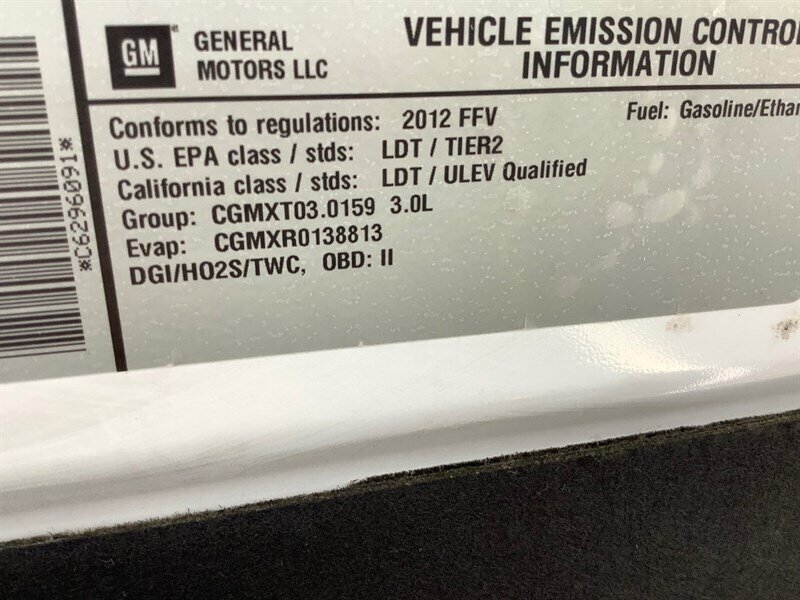 GM
GENERAL
MOTORS LLC
VEHICLE EMISSION CONTROL
INFORMATION
Conforms to regulations: 2012 FFV
Fuel: Gasoline/Ethan
U.S. EPA class / stds: LDT / TIER2
California class / stds: LDT / ULEV Qualified
Group: CGMXT03.0159 3.0L
Evap: CGMXR0138813
DGI/HO2S/TWC, OBD: II
*C6296091*